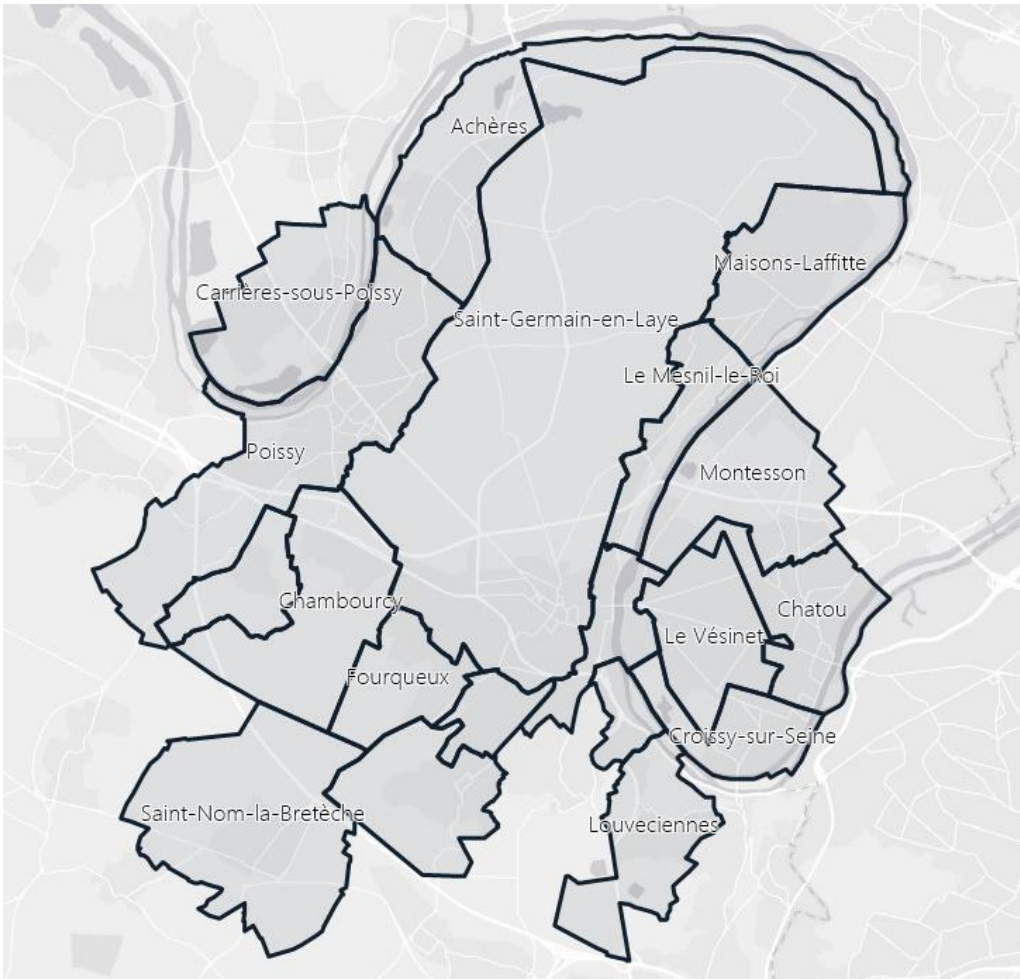 Achères
Maisons-Laffitte
Carrières-sous-Poissy
Saint-Germain-en-Laye
Le Mesnil-le-Roi
Poissy
Montesson
Chambourcy
Chatou
Le Vésinet
Fourqueux
Croissy-sur-Seine
Saint-Nom-la-Bretèche
Louveciennes